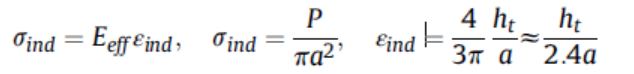 σ_ind = E_eff ε_ind, σ_ind = P/πa², ε_ind ⊨ 4/3π h_t/a ≈ h_t/2.4a